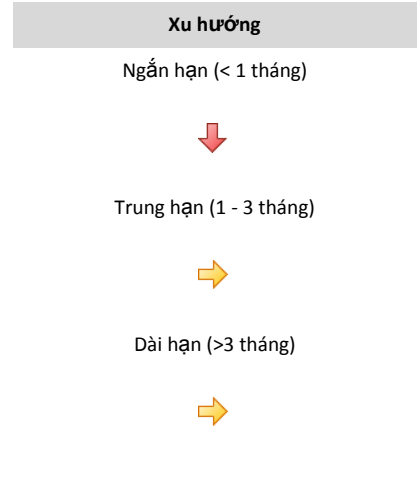 Xu hướng
Ngắn hạn (< 1 tháng)
Trung hạn (1 - 3 tháng)
Dài hạn (>3 tháng)